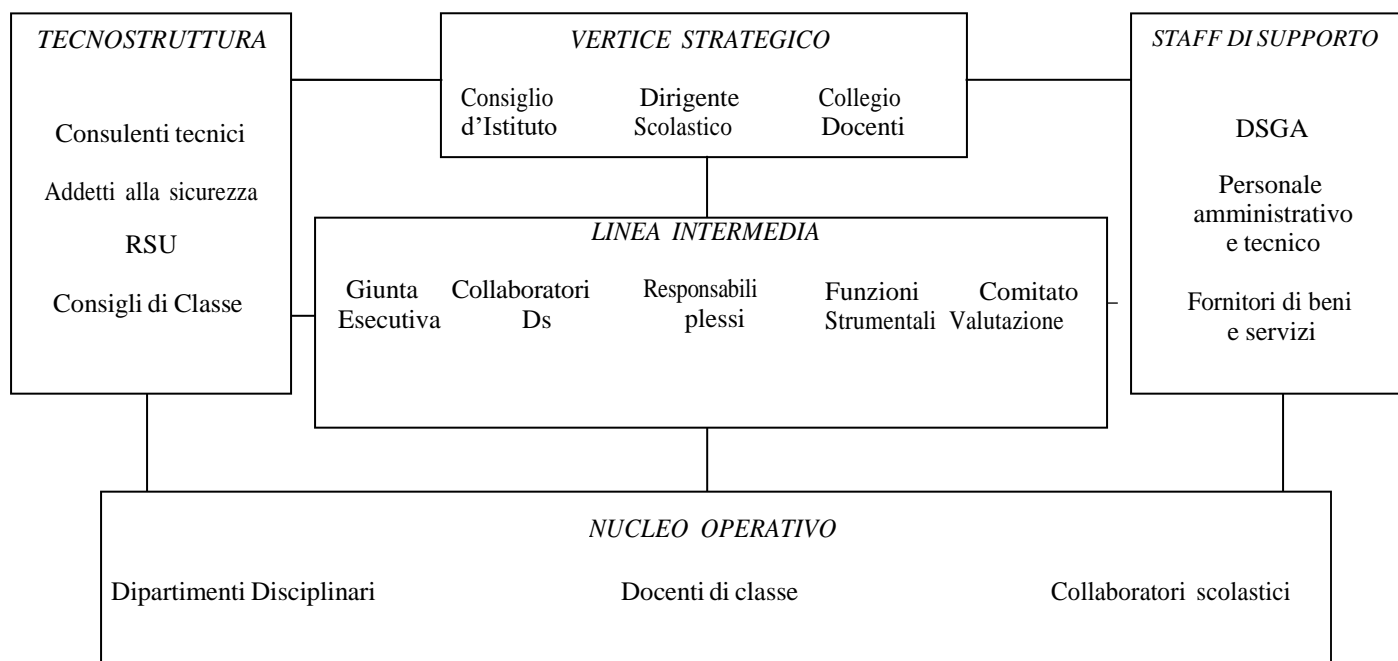 TECNOSTRUTTURA
Consulenti tecnici
Addetti alla sicurezza
RSU
Consigli di Classe
VERTICE STRATEGICO
Consiglio d’Istituto
Dirigente Scolastico
Collegio Docenti
STAFF DI SUPPORTO
DSGA
Personale
amministrativo
e tecnico
Fornitori di beni
e servizi
LINEA INTERMEDIA
Giunta Esecutiva
Collaboratori Ds
Responsabili plessi
Funzioni Strumentali
Comitato Valutazione
NUCLEO OPERATIVO
Dipartimenti Disciplinari
Docenti di classe
Collaboratori scolastici